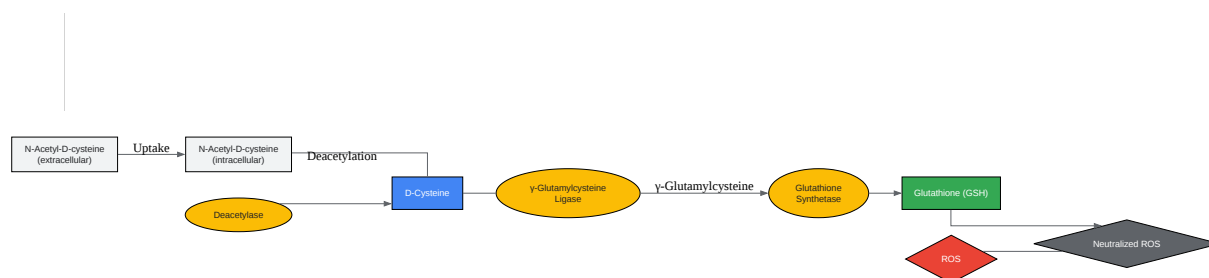 N-Acetyl-D-cysteine
(extracellular)
Uptake
N-Acetyl-D-cysteine
(intracellular)
Deacetylation
Deacetylase
D-Cysteine
γ-Glutamylcysteine
Ligase
γ-Glutamylcysteine
Glutathione
Synthetase
Glutathione (GSH)
ROS
Neutralized ROS